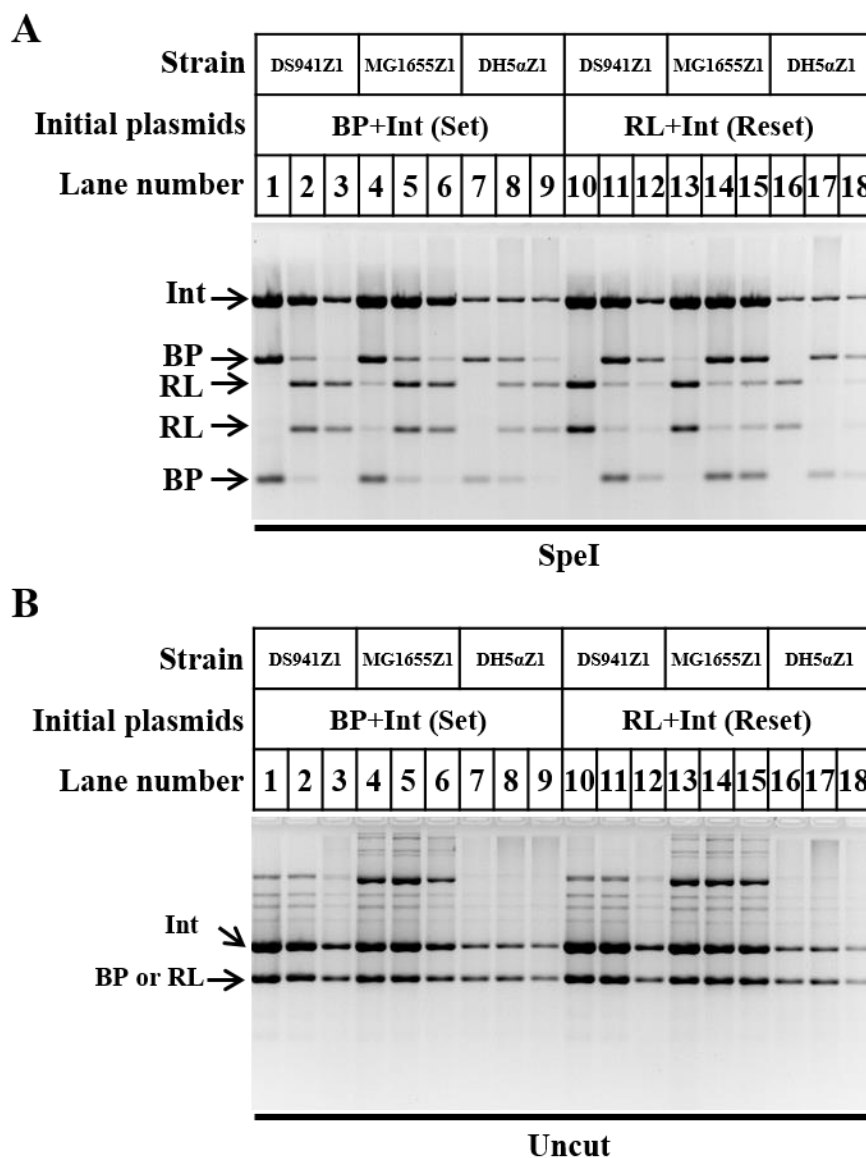 A
Strain DS941Z1 MG1655Z1 DH5αZ1 DS941Z1 MG1655Z1 DH5αZ1
Initial plasmids BP+Int (Set) RL+Int (Reset)
Lane number 1 2 3 4 5 6 7 8 9 10 11 12 13 14 15 16 17 18
Int
BP
RL
RL
BP
SpeI
B
Strain DS941Z1 MG1655Z1 DH5αZ1 DS941Z1 MG1655Z1 DH5αZ1
Initial plasmids BP+Int (Set) RL+Int (Reset)
Lane number 1 2 3 4 5 6 7 8 9 10 11 12 13 14 15 16 17 18
Int
BP or RL
Uncut